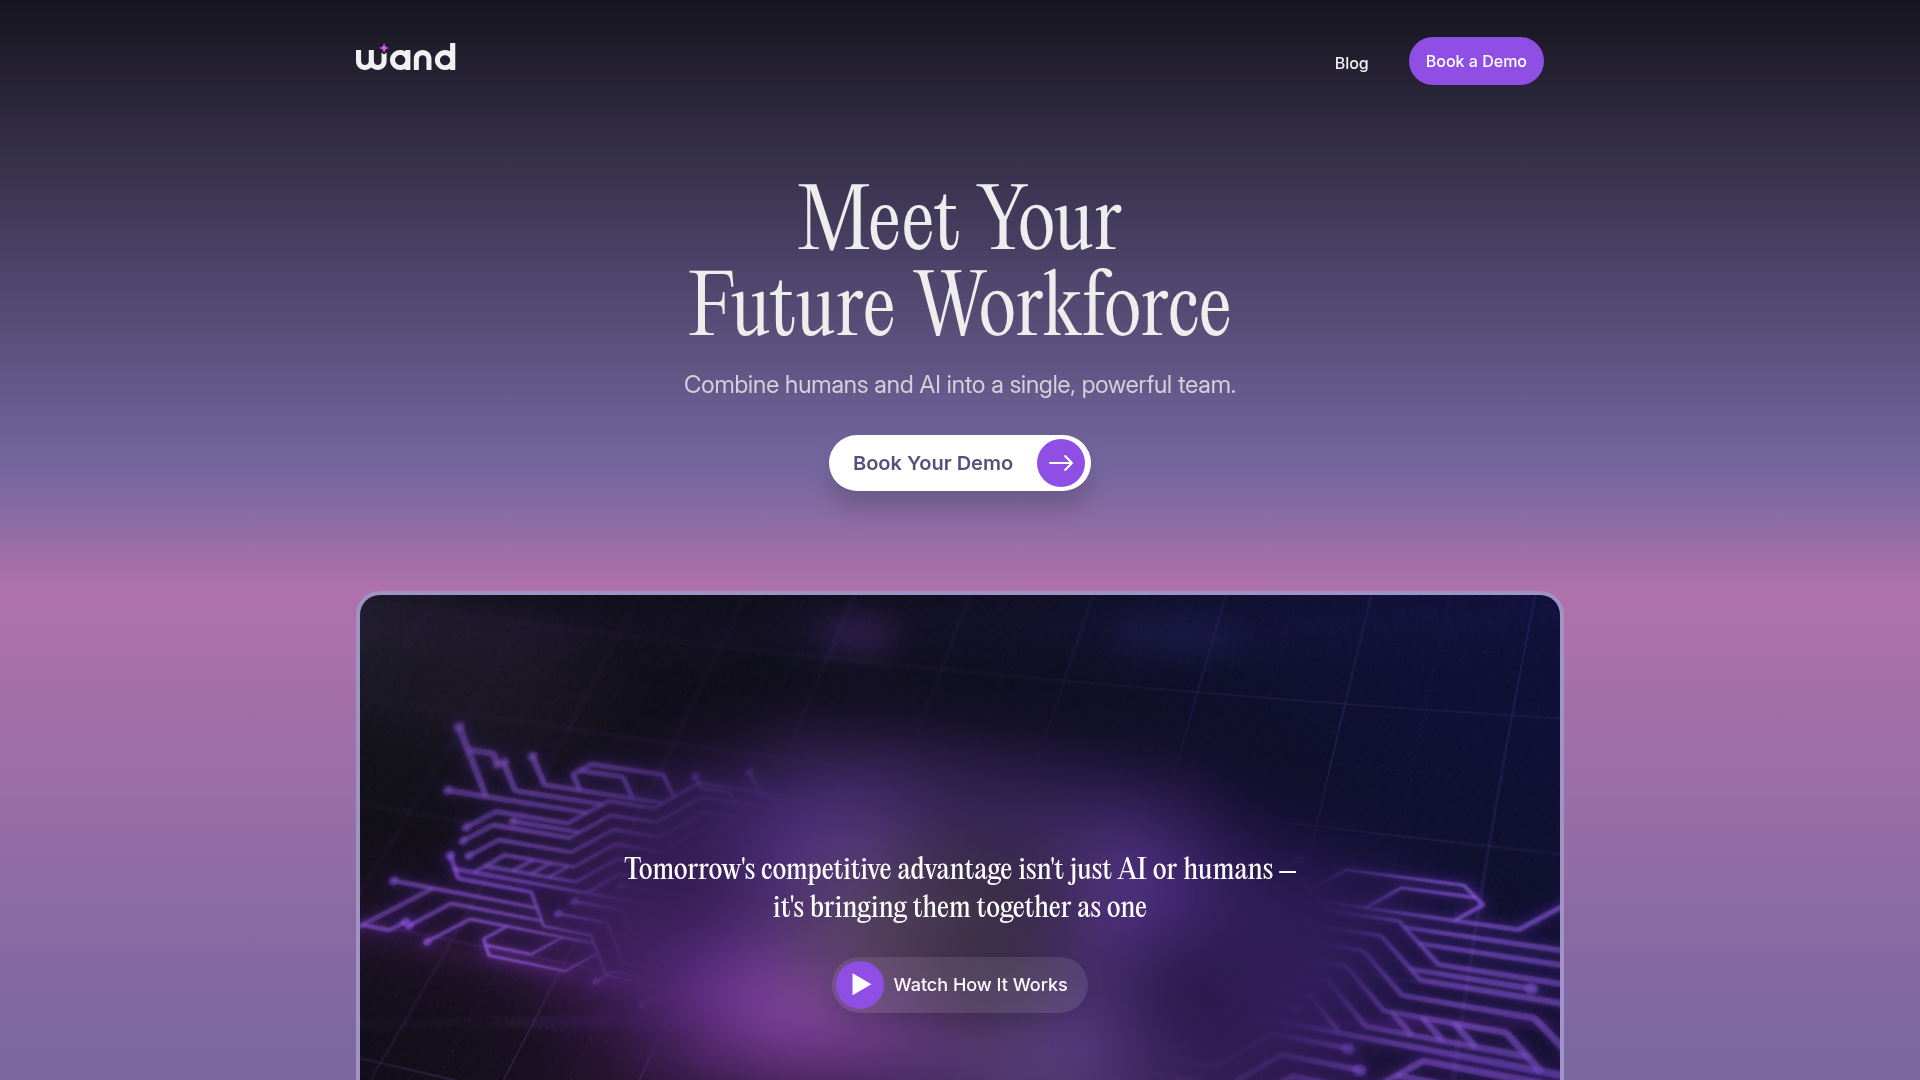 wand
Blog
Book a Demo
Meet Your
Future Workforce
Combine humans and AI into a single, powerful team.
Book Your Demo
Tomorrow's competitive advantage isn't just AI or humans –
it's bringing them together as one
Watch How It Works